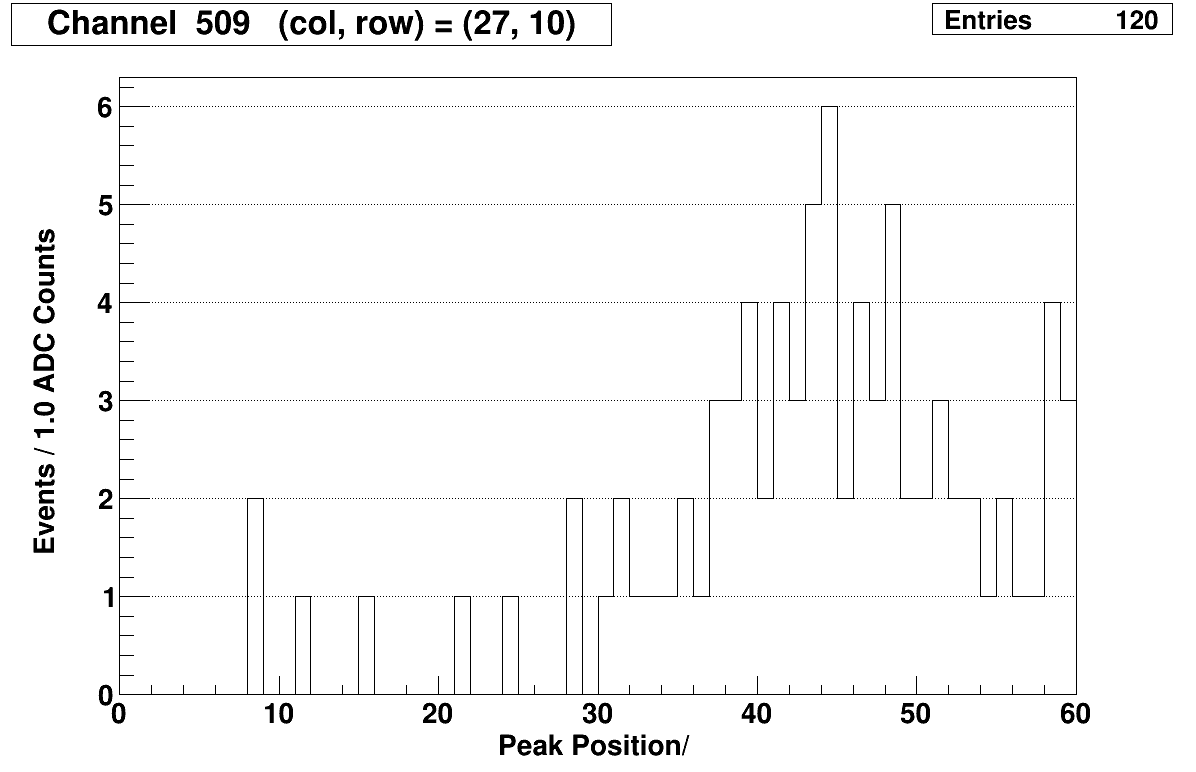 Channel 509 (col, row) = (27, 10)
Entries 120
6
5
4
3
2
1
0
Events / 1.0 ADC Counts
0 10 20 30 40 50 60
Peak Position/